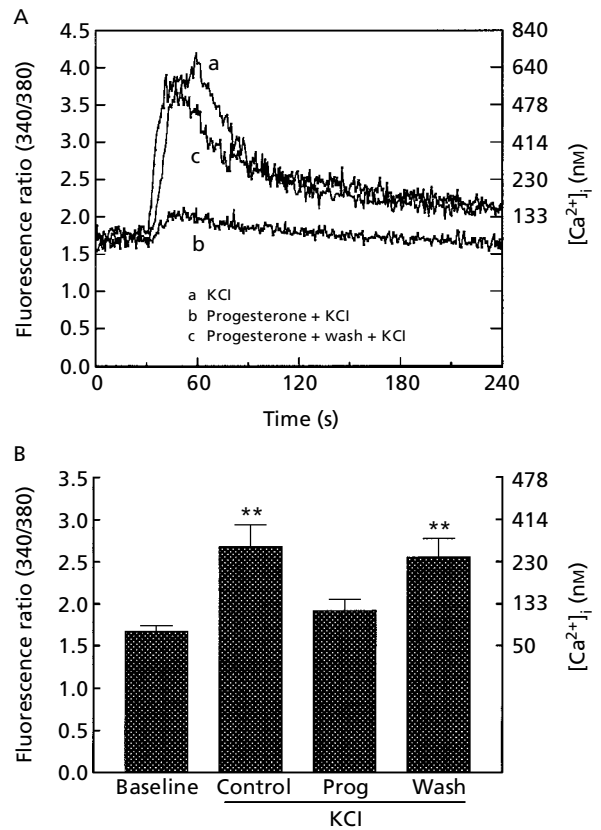 A
Fluorescence ratio (340/380)
4.5
4.0
3.5
3.0
2.5
2.0
1.5
1.0
0.5
0.0
840
640
478
414
230
133
[Ca2+]i (nM)
a
c
b
a KCl
b Progesterone + KCl
c Progesterone + wash + KCl
0 60 120 180 240
Time (s)
B
Fluorescence ratio (340/380)
3.5
3.0
2.5
2.0
1.5
1.0
0.5
0.0
478
414
230
133
50
[Ca2+]i (nM)
** **
Baseline Control Prog Wash
KCl